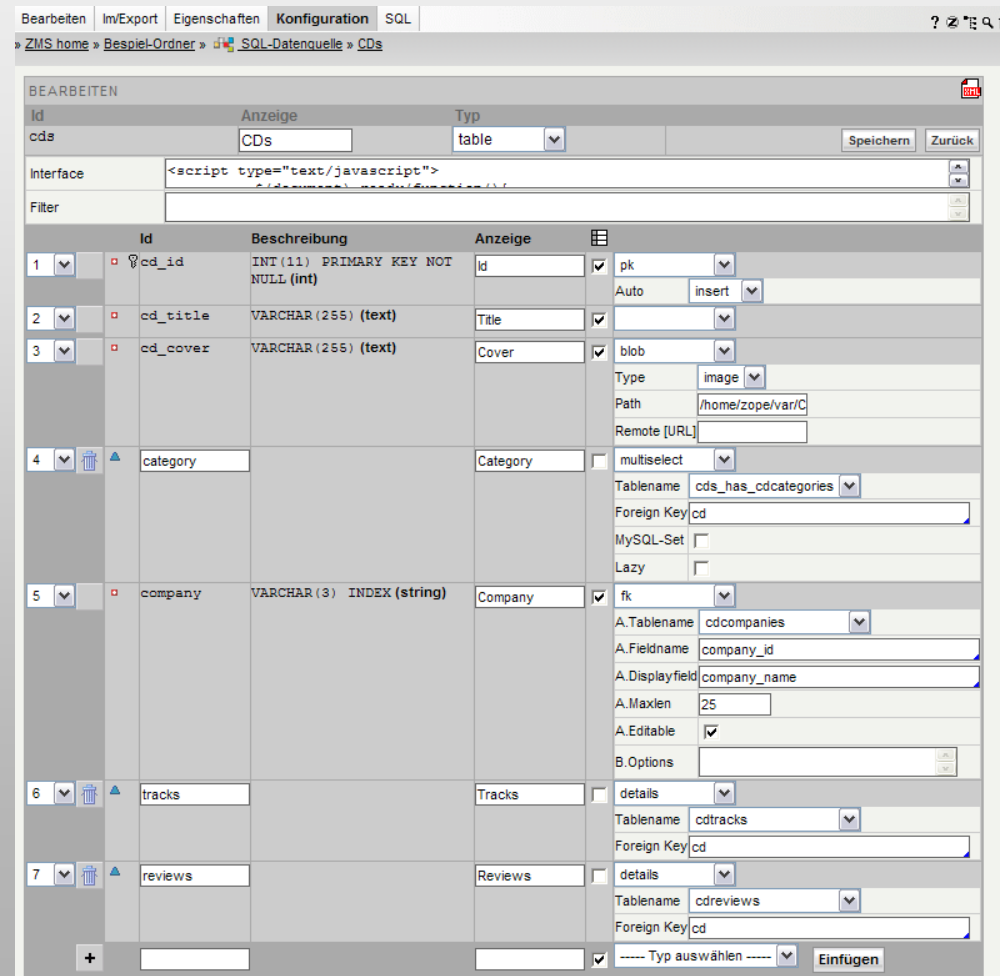 Bearbeiten Im/Export Eigenschaften Konfiguration SQL
? 
» ZMS home » Bespiel-Ordner » SQL-Datenquelle » CDs
BEARBEITEN XML
Id Anzeige Typ
cds CDs table Speichern Zurück
Interface <script type="text/javascript">
$(document).ready(function(){
Filter
Id Beschreibung Anzeige
1 cd_id INT(11) PRIMARY KEY NOT NULL (int) Id pk
Auto insert
2 cd_title VARCHAR(255) (text) Title
3 cd_cover VARCHAR(255) (text) Cover blob
Type image
Path /home/zope/var/C
Remote [URL]
4 category Category multiselect
Tablename cds_has_cdcategories
Foreign Key cd
MySQL-Set
Lazy
5 company VARCHAR(3) INDEX (string) Company fk
A.Tablename cdcompanies
A.Fieldname company_id
A.Displayfield company_name
A.Maxlen 25
A.Editable
B.Options
6 tracks Tracks details
Tablename cdtracks
Foreign Key cd
7 reviews Reviews details
Tablename cdreviews
Foreign Key cd
+ ----- Typ auswählen ----- Einfügen